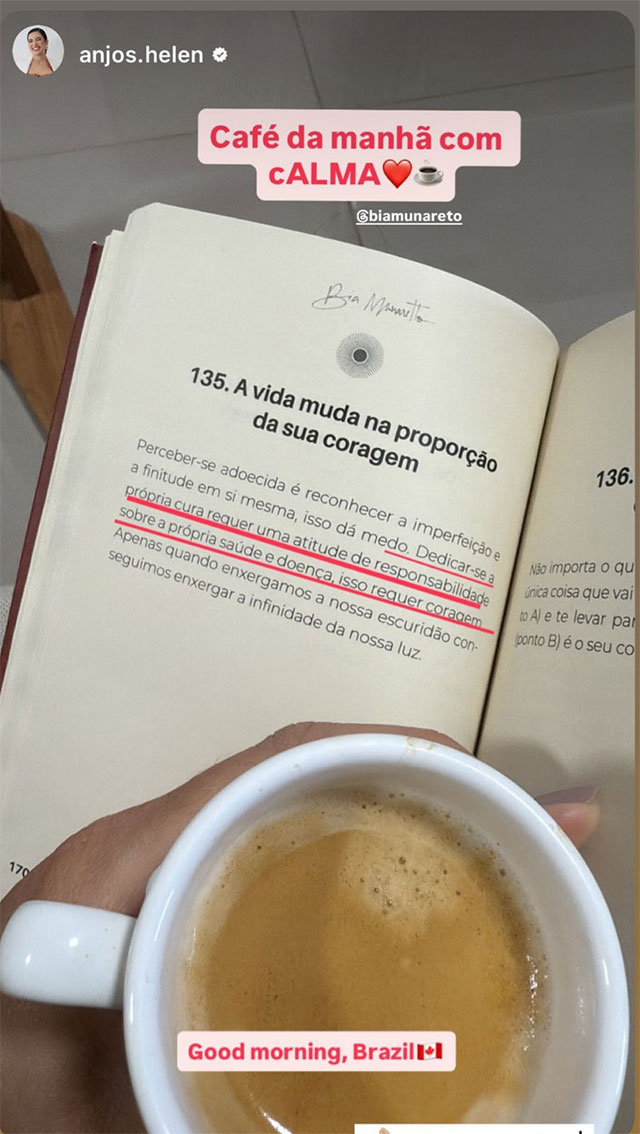 anjos.helen
Café da manhã com
cALMA❤️☕
@biamunareto
Bia Munaretto
135. A vida muda na proporção
da sua coragem
Perceber-se adoecida é reconhecer a imperfeição e
a finitude em si mesma, isso dá medo. Dedicar-se a
própria cura requer uma atitude de responsabilidade
sobre a própria saúde e doença, isso requer coragem.
Apenas quando enxergamos a nossa escuridão con-
seguimos enxergar a infinidade da nossa luz.
170
136.
Não importa o qu
única coisa que vai
to A) e te levar par
(ponto B) é o seu co
Good morning, Brazil🇨🇦